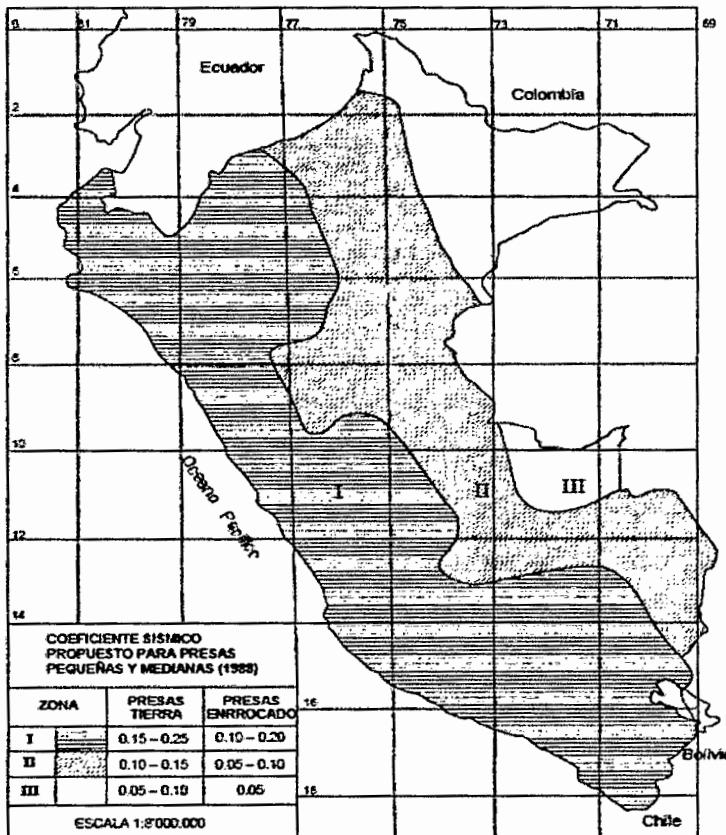 0 81 79 77 75 73 71 69
Ecuador
Colombia
2
4
6
8
10
I
II
III
Oceano Pacifico
12
14
COEFICIENTE SISMICO
PROPUESTO PARA PRESAS
PEQUEÑAS Y MEDIANAS (1988)
ZONA PRESAS TIERRA PRESAS ENRROCADO
I 0.15 – 0.25 0.10 – 0.20
II 0.10 – 0.15 0.05 – 0.10
III 0.05 – 0.10 0.05
ESCALA 1:8'000.000
16
Bolivia
18
Chile